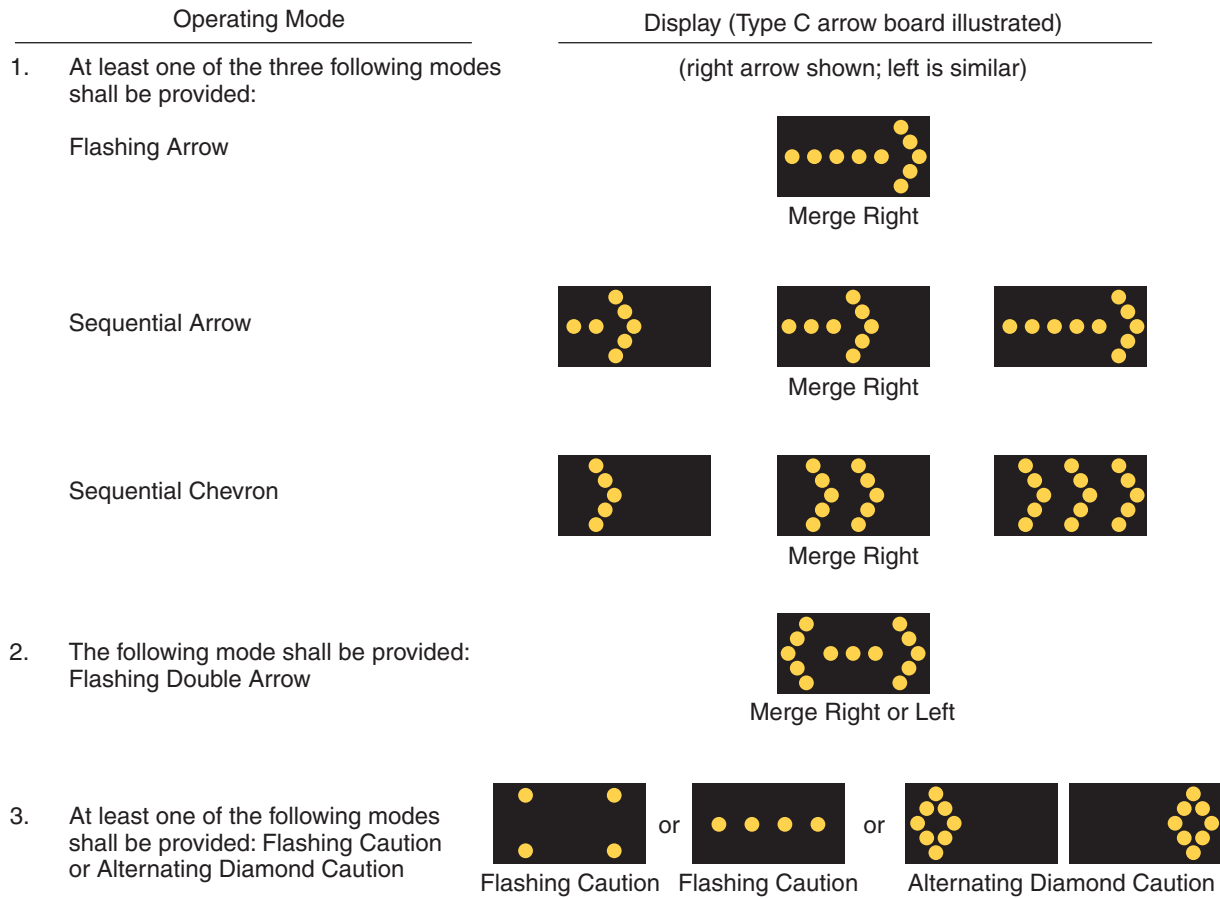 Operating Mode
Display (Type C arrow board illustrated)
1. At least one of the three following modes
shall be provided:
(right arrow shown; left is similar)
Flashing Arrow
Merge Right
Sequential Arrow
Merge Right
Sequential Chevron
Merge Right
2. The following mode shall be provided:
Flashing Double Arrow
Merge Right or Left
3. At least one of the following modes
shall be provided: Flashing Caution
or Alternating Diamond Caution
or
or
Flashing Caution
Flashing Caution
Alternating Diamond Caution